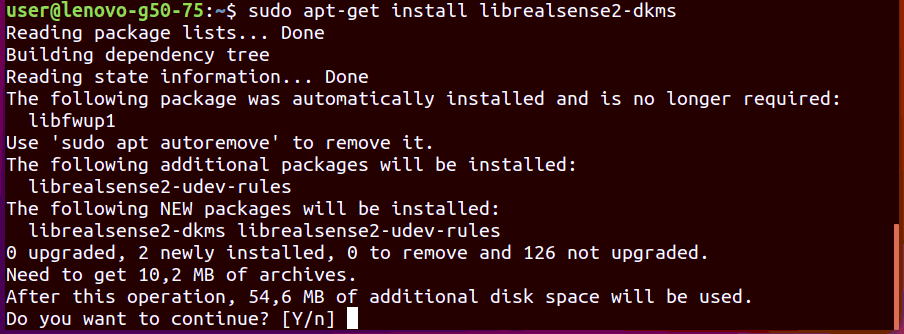 user@lenovo-g50-75:~$ sudo apt-get install librealsense2-dkms
Reading package lists... Done
Building dependency tree
Reading state information... Done
The following package was automatically installed and is no longer required:
  libfwup1
Use 'sudo apt autoremove' to remove it.
The following additional packages will be installed:
  librealsense2-udev-rules
The following NEW packages will be installed:
  librealsense2-dkms librealsense2-udev-rules
0 upgraded, 2 newly installed, 0 to remove and 126 not upgraded.
Need to get 10,2 MB of archives.
After this operation, 54,6 MB of additional disk space will be used.
Do you want to continue? [Y/n]